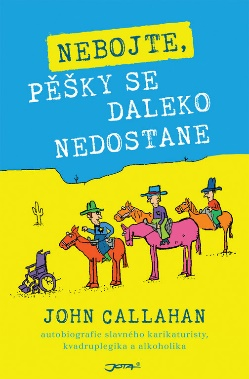 NEBOJTE,
PĚŠKY SE
DALEKO
NEDOSTANE
JOHN CALLAHAN
autobiografie slavného karikaturisty,
kvadruplegika a alkoholika
JOTA